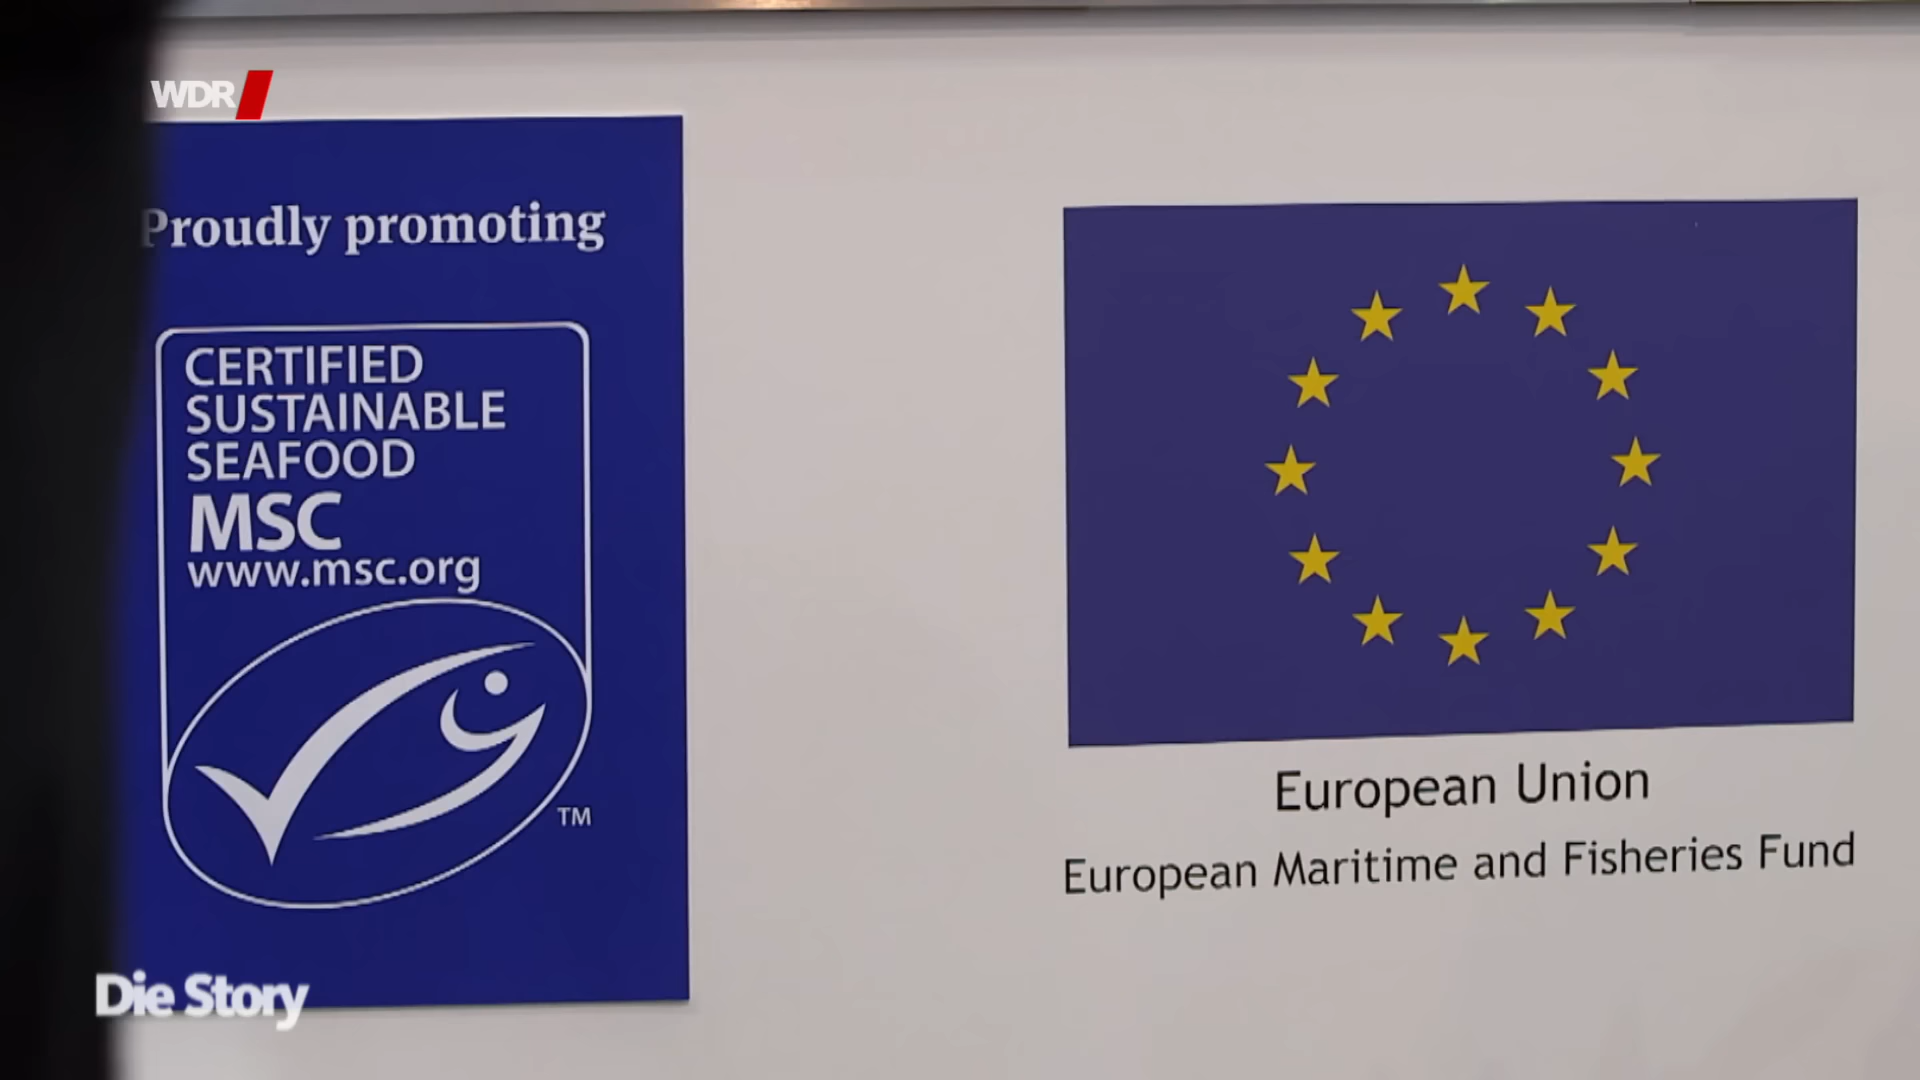 WDR
Proudly promoting
CERTIFIED
SUSTAINABLE
SEAFOOD
MSC
www.msc.org
TM
European Union
European Maritime and Fisheries Fund
Die Story